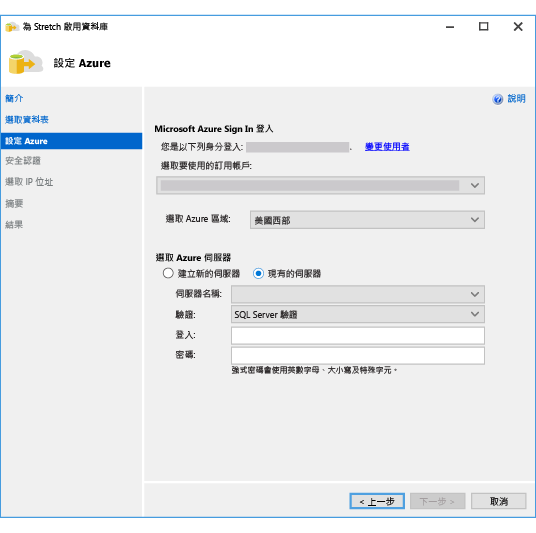 為 Stretch 啟用資料庫
設定 Azure
簡介
選取資料表
設定 Azure
安全認證
選取 IP 位址
摘要
結果
說明
Microsoft Azure Sign In 登入
您是以下列身分登入:
. 變更使用者
選取要使用的訂用帳戶:
選取 Azure 區域: 美國西部
選取 Azure 伺服器
建立新的伺服器 現有的伺服器
伺服器名稱:
驗證: SQL Server 驗證
登入:
密碼:
強式密碼會使用英數字母、大小寫及特殊字元。
< 上一步 下一步 > 取消